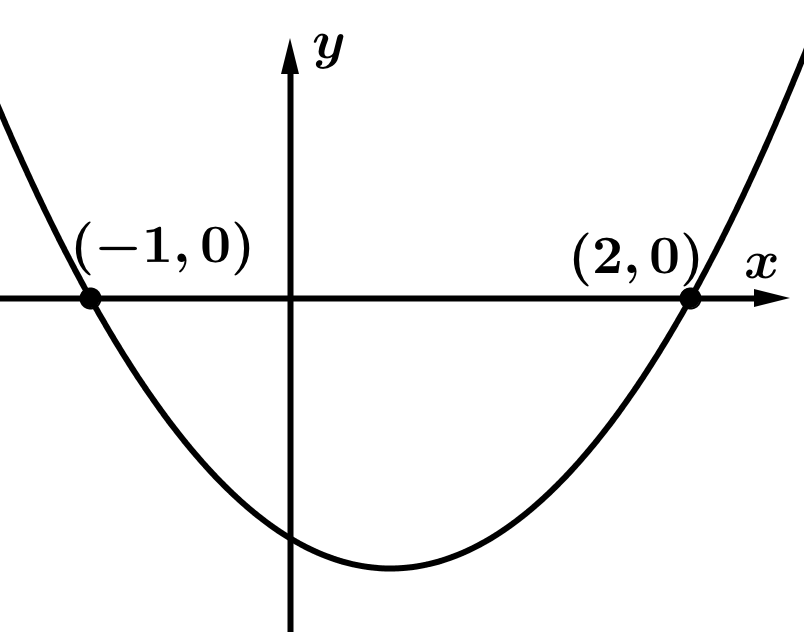 y
(−1, 0)
(2, 0)
x